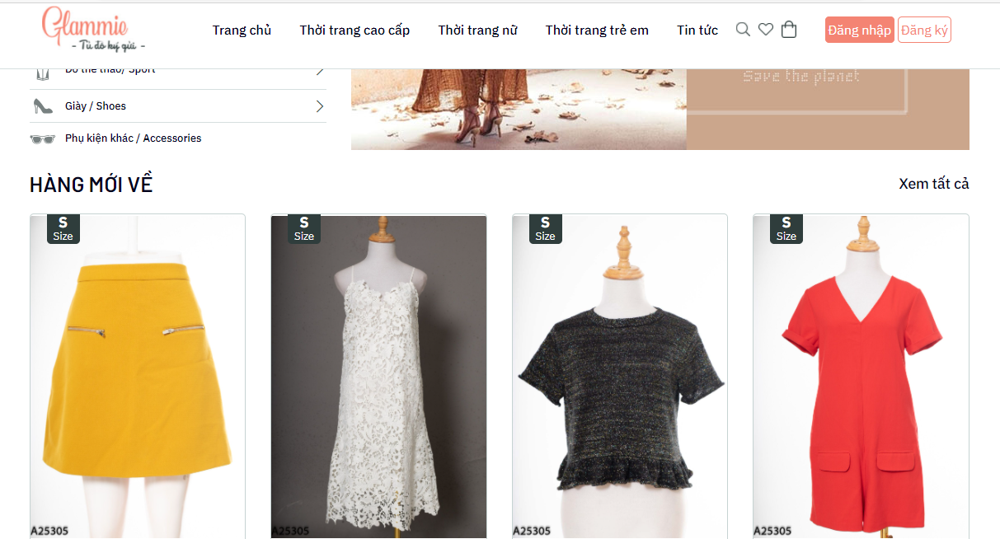 Glammie
- Tủ đồ ký gửi -
Trang chủ
Thời trang cao cấp
Thời trang nữ
Thời trang trẻ em
Tin tức
Đăng nhập
Đăng ký
Đồ thể thao/ Sport
Giày / Shoes
Phụ kiện khác / Accessories
Save the planet
HÀNG MỚI VỀ
Xem tất cả
S
Size
S
Size
S
Size
S
Size
A25305
A25305
A25305
A25305